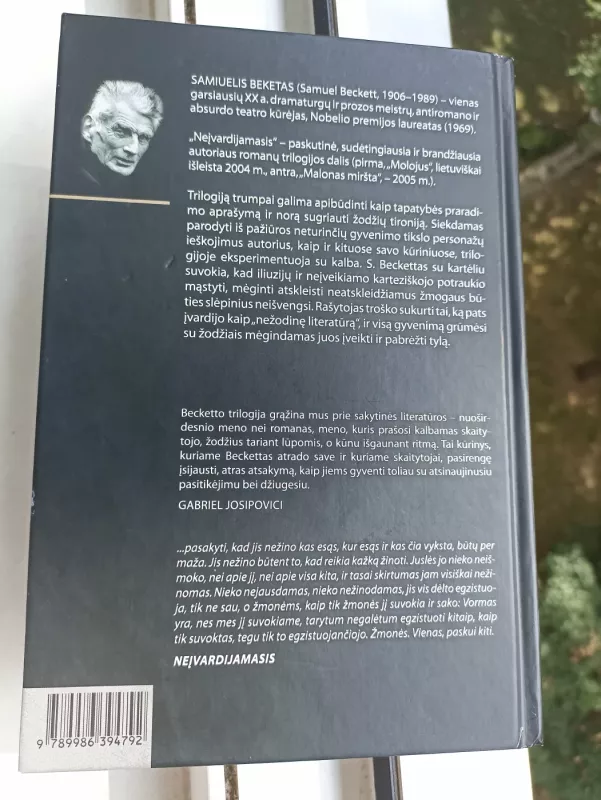 SAMIUELIS BEKETAS (Samuel Beckett, 1906–1989) – vienas
garsiausių XX a. dramaturgų ir prozos meistrų, antiromano ir
absurdo teatro kūrėjas, Nobelio premijos laureatas (1969).
„Neįvardijamasis“ – paskutinė, sudėtingiausia ir brandžiausia
autoriaus romanų trilogijos dalis (pirma, „Molojus“, lietuviškai
išleista 2004 m., antra, „Malonas miršta“, – 2005 m.).
Trilogiją trumpai galima apibūdinti kaip tapatybės praradi-
mo aprašymą ir norą sugriauti žodžių tironiją. Siekdamas
parodyti iš pažiūros neturinčių gyvenimo tikslo personažų
ieškojimus autorius, kaip ir kituose savo kūriniuose, trilo-
gijoje eksperimentuoja su kalba. S. Beckettas su kartėliu
suvokia, kad iliuzijų ir neįveikiamo karteziškojo potraukio
mąstyti, mėginti atskleisti neatskleidžiamus žmogaus bū-
ties slėpinius neišvengsi. Rašytojas troško sukurti tai, ką pats
įvardijo kaip „nežodinę literatūrą“, ir visą gyvenimą grūmėsi
su žodžiais mėgindamas juos įveikti ir pabrėžti tylą.
Becketto trilogija grąžina mus prie sakytinės literatūros – nuošir-
desnio meno nei romanas, meno, kuris prašosi kalbamas skaity-
tojo, žodžius tariant lūpomis, o kūnu išgaunant ritmą. Tai kūrinys,
kuriame Beckettas atrado save ir kuriame skaitytojai, pasirengę
įsijausti, atras atsakymą, kaip jiems gyventi toliau su atsinaujinusiu
pasitikėjimu bei džiugesiu.
GABRIEL JOSIPOVICI
...pasakyti, kad jis nežino kas esąs, kur esąs ir kas čia vyksta, būtų per
maža. Jis nežino būtent to, kad reikia kažką žinoti. Juslės jo nieko neiš-
moko, nei apie jį, nei apie visa kita, ir tasai skirtumas jam visiškai neži-
nomas. Nieko nejausdamas, nieko nežinodamas, jis vis dėlto egzistuo-
ja, tik ne sau, o žmonėms, kaip tik žmonės jį suvokia ir sako: Vormas
yra, nes mes jį suvokiame, tarytum negalėtum egzistuoti kitaip, kaip
tik suvoktas, tegu tik to egzistuojančiojo. Žmonės. Vienas, paskui kiti.
NEĮVARDIJAMASIS
9 789986 394792